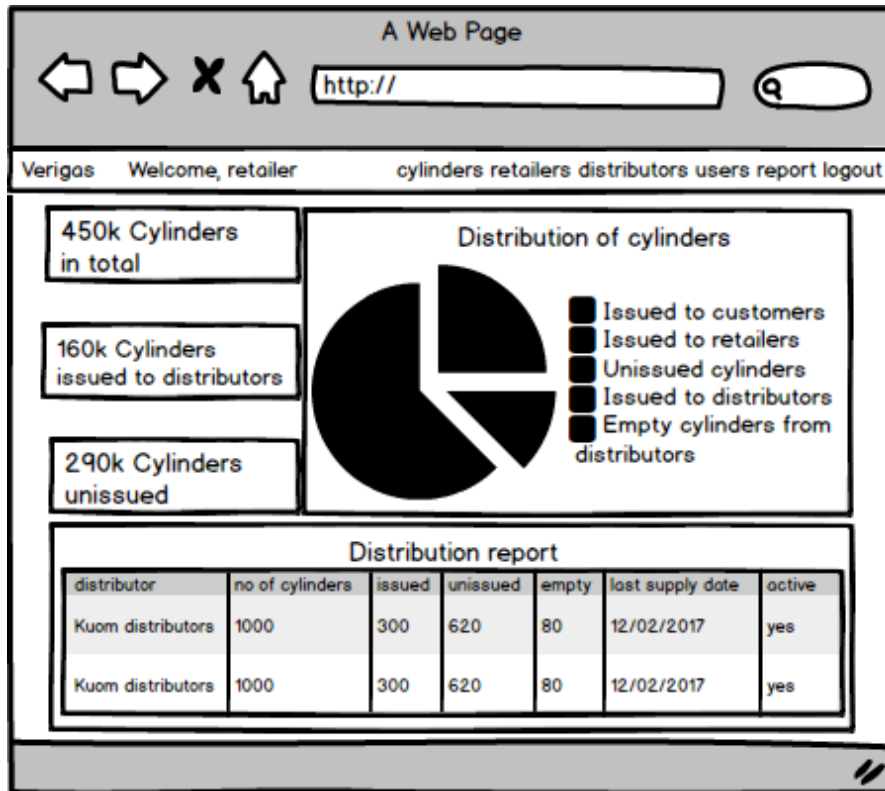 A Web Page
http://
Verigas Welcome, retailer cylinders retailers distributors users report logout
450k Cylinders
in total
160k Cylinders
issued to distributors
290k Cylinders
unissued
Distribution of cylinders
Issued to customers
Issued to retailers
Unissued cylinders
Issued to distributors
Empty cylinders from
distributors
Distribution report
distributor no of cylinders issued unissued empty last supply date active
Kuom distributors 1000 300 620 80 12/02/2017 yes
Kuom distributors 1000 300 620 80 12/02/2017 yes